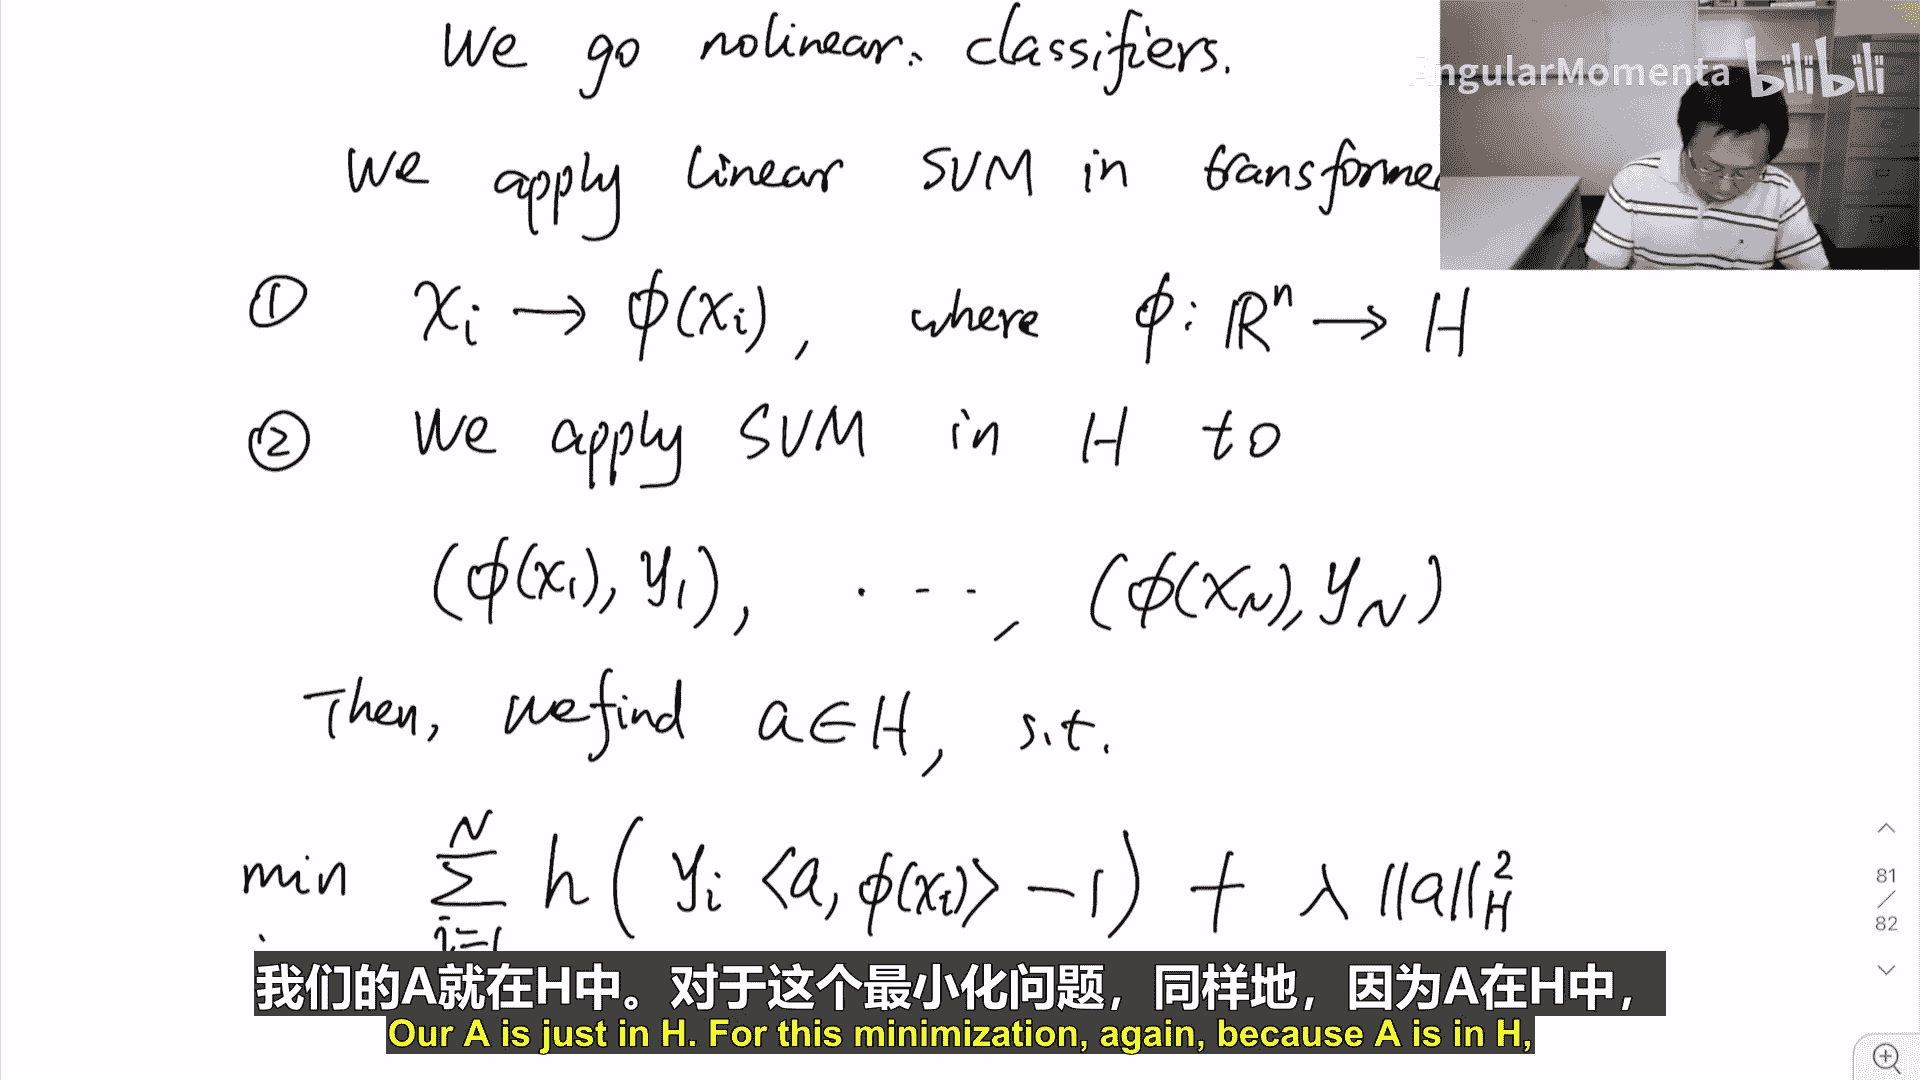 We go nolinear. classifiers.
AngularMomenta bilibili
We apply linear SVM in transforme
① xᵢ → ϕ(xᵢ), where ϕ: ℝⁿ → H
② We apply SVM in H to
(ϕ(x₁), y₁), . - - , (ϕ(x_N), y_N)
Then, we find a ∈ H, s.t.
min ∑ᵢ₌₁ᴺ h( yᵢ ⟨a, ϕ(xᵢ)⟩ − 1 ) + λ ‖a‖²_H
81
/
82
我们的A就在H中。对于这个最小化问题，同样地，因为A在H中，
Our A is just in H. For this minimization, again, because A is in H,